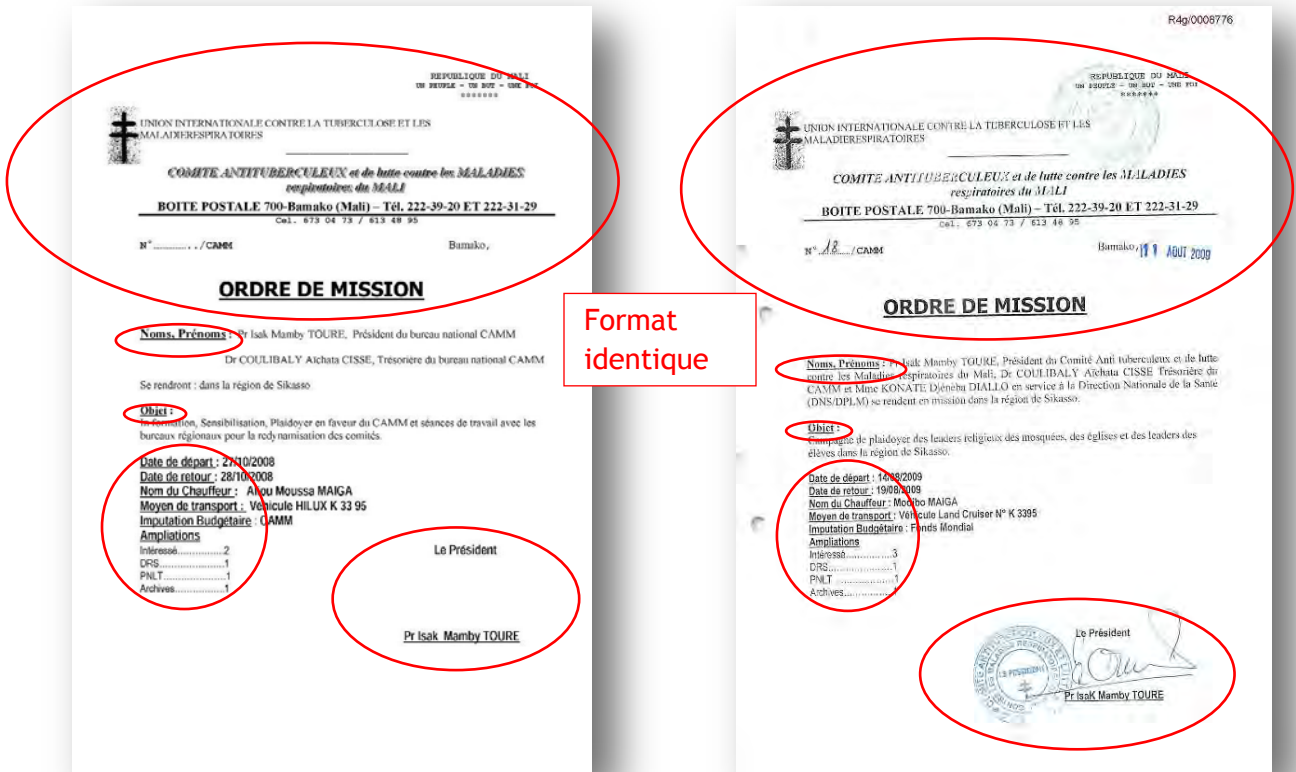 REPUBLIQUE DU MALI
UN PEUPLE - UN BUT - UNE FOI
*******
UNION INTERNATIONALE CONTRE LA TUBERCULOSE ET LES
MALADIERESPIRATOIRES
COMITE ANTITUBERCULEUX et de lutte contre les MALADIES
respiratoires du MALI
BOITE POSTALE 700-Bamako (Mali) – Tél. 222-39-20 ET 222-31-29
Cel. 673 04 73 / 613 48 95
N° ............./CAMM Bamako,
ORDRE DE MISSION
Noms, Prénoms : Pr Isak Mamby TOURE, Président du bureau national CAMM
Dr COULIBALY Aïchata CISSE, Trésorière du bureau national CAMM
Se rendront : dans la région de Sikasso
Objet :
In formation, Sensibilisation, Plaidoyer en faveur du CAMM et séances de travail avec les
bureaux régionaux pour la redynamisation des comités.
Date de départ : 27/10/2008
Date de retour : 28/10/2008
Nom du Chauffeur : Aliou Moussa MAIGA
Moyen de transport : Véhicule HILUX K 33 95
Imputation Budgétaire : CAMM
Ampliations
Intéressé................2
DRS.......................1
PNLT ......................1
Archives.................1
Le Président
Pr Isak Mamby TOURE
Format
identique
R4g/0008776
REPUBLIQUE DU MALI
UN PEUPLE - UN BUT - UNE FOI
*******
UNION INTERNATIONALE CONTRE LA TUBERCULOSE ET LES
MALADIERESPIRATOIRES
COMITE ANTITUBERCULEUX et de lutte contre les MALADIES
respiratoires du MALI
BOITE POSTALE 700-Bamako (Mali) – Tél. 222-39-20 ET 222-31-29
Cel. 673 04 73 / 613 48 95
N° 18 /CAMM Bamako, 11 AOUT 2009
ORDRE DE MISSION
Noms, Prénoms : Pr Isak Mamby TOURE, Président du Comité Anti tuberculeux et de lutte
contre les Maladies respiratoires du Mali, Dr COULIBALY Aïchata CISSE Trésorière du
CAMM et Mme KONATE Djénéba DIALLO en service à la Direction Nationale de la Santé
(DNS/DPLM) se rendent en mission dans la région de Sikasso.
Objet :
Campagne de plaidoyer des leaders religieux des mosquées, des églises et des leaders des
élèves dans la région de Sikasso.
Date de départ : 14/08/2009
Date de retour : 19/08/2009
Nom du Chauffeur : Modibo MAIGA
Moyen de transport : Véhicule Land Cruiser N° K 3395
Imputation Budgétaire : Fonds Mondial
Ampliations
Intéressé................3
DRS.......................1
PNLT .....................1
Archives.................
Le Président
LE PRESIDENT
Pr IsaK Mamby TOURE